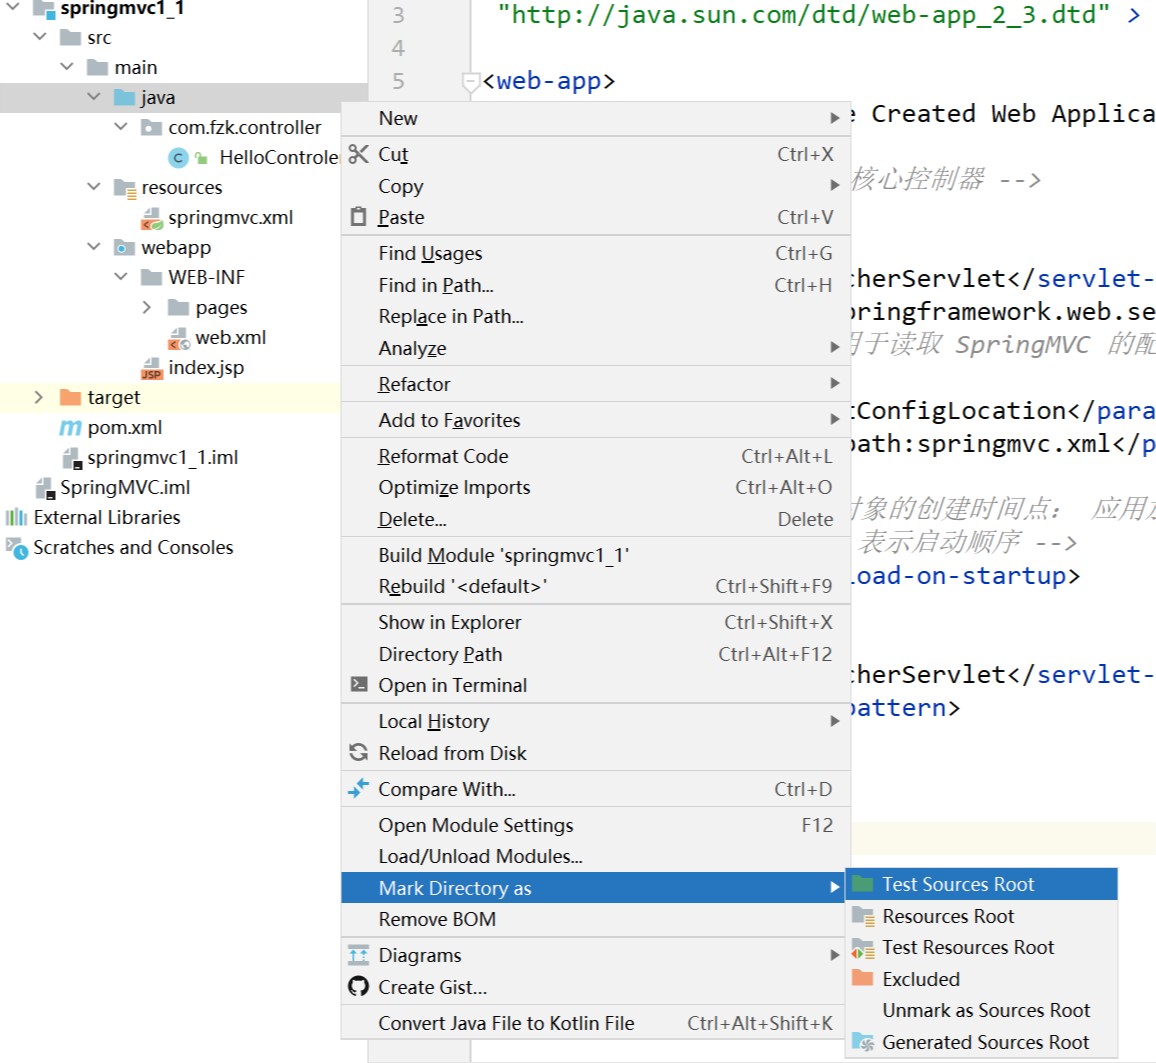 springmvc1_1
src
main
java
com.fzk.controller
HelloControler
resources
springmvc.xml
webapp
WEB-INF
pages
web.xml
index.jsp
target
pom.xml
springmvc1_1.iml
SpringMVC.iml
External Libraries
Scratches and Consoles
3 "http://java.sun.com/dtd/web-app_2_3.dtd" >
4
5 <web-app>
e Created Web Applica
核心控制器 -->
cherServlet</servlet-
pringframework.web.se
用于读取 SpringMVC 的配
tConfigLocation</para
path:springmvc.xml</p
对象的创建时间点： 应用
表示启动顺序 -->
load-on-startup>
cherServlet</servlet-
pattern>
New
Cut Ctrl+X
Copy
Paste Ctrl+V
Find Usages Ctrl+G
Find in Path... Ctrl+H
Replace in Path...
Analyze
Refactor
Add to Favorites
Reformat Code Ctrl+Alt+L
Optimize Imports Ctrl+Alt+O
Delete... Delete
Build Module 'springmvc1_1'
Rebuild '<default>' Ctrl+Shift+F9
Show in Explorer Ctrl+Shift+X
Directory Path Ctrl+Alt+F12
Open in Terminal
Local History
Reload from Disk
Compare With... Ctrl+D
Open Module Settings F12
Load/Unload Modules...
Mark Directory as
Remove BOM
Diagrams
Create Gist...
Convert Java File to Kotlin File Ctrl+Alt+Shift+K
Test Sources Root
Resources Root
Test Resources Root
Excluded
Unmark as Sources Root
Generated Sources Root